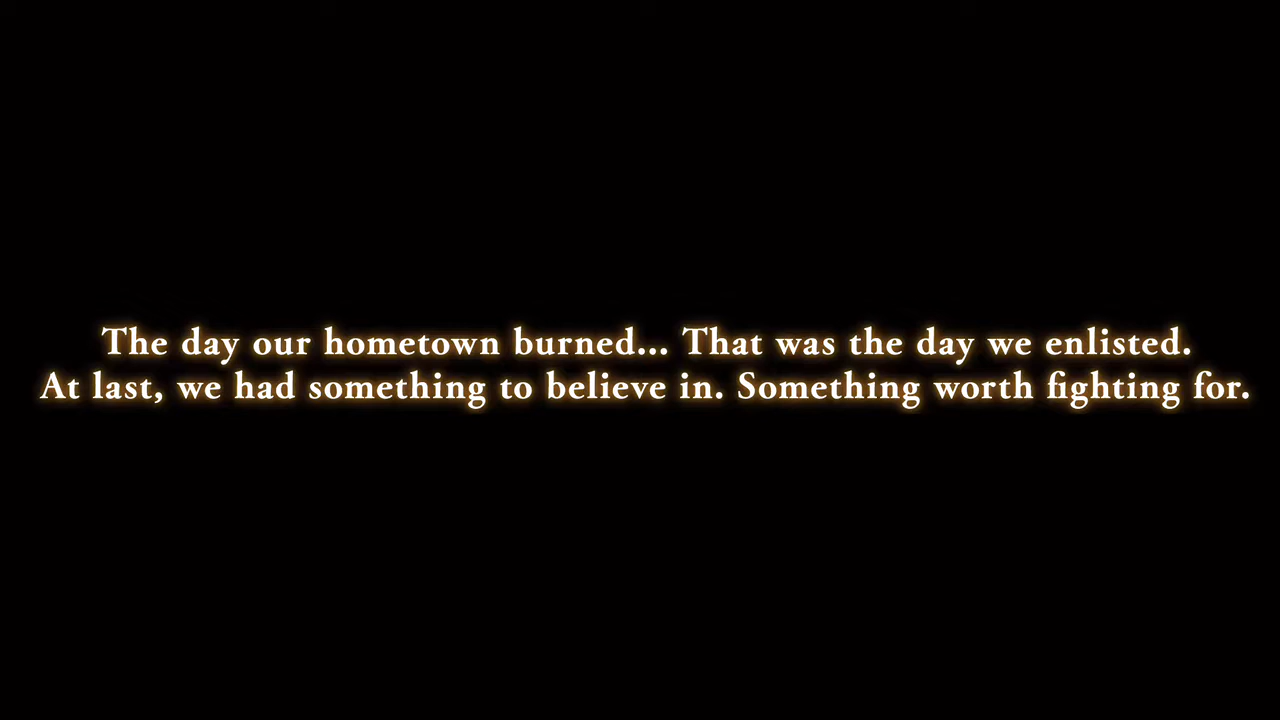 The day our hometown burned... That was the day we enlisted.
At last, we had something to believe in. Something worth fighting for.